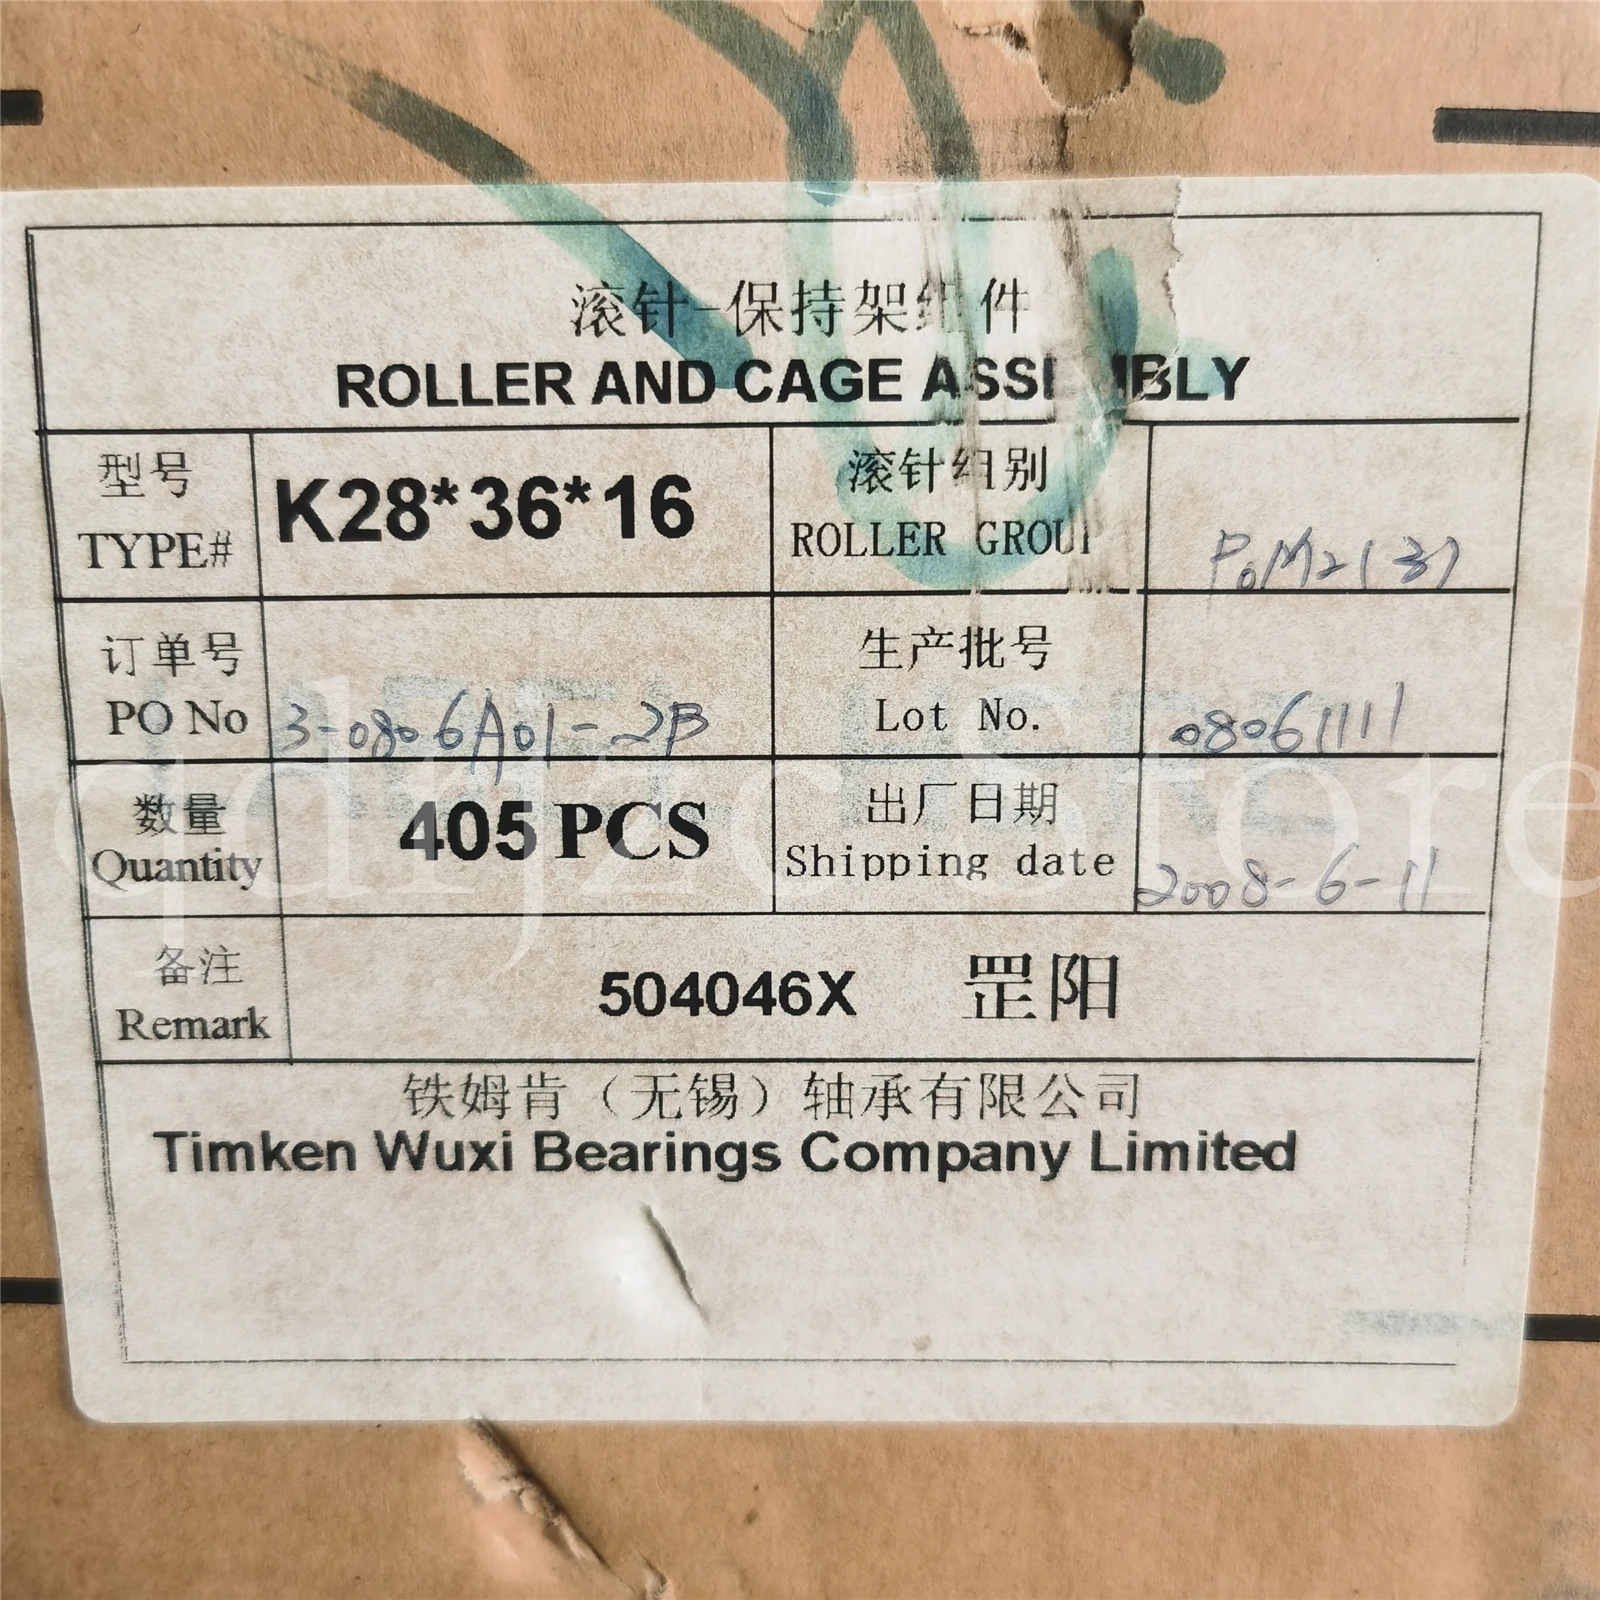 滚针-保持架组件
ROLLER AND CAGE ASSEMBLY
型号
TYPE#
K28*36*16
滚针组别
ROLLER GROUP
P0M2(3)
订单号
PO No
3-0806A01-2B
生产批号
Lot No.
08061111
数量
Quantity
405 PCS
出厂日期
Shipping date
2008-6-11
备注
Remark
504046X 罡阳
铁姆肯（无锡）轴承有限公司
Timken Wuxi Bearings Company Limited
qdrjzcStore